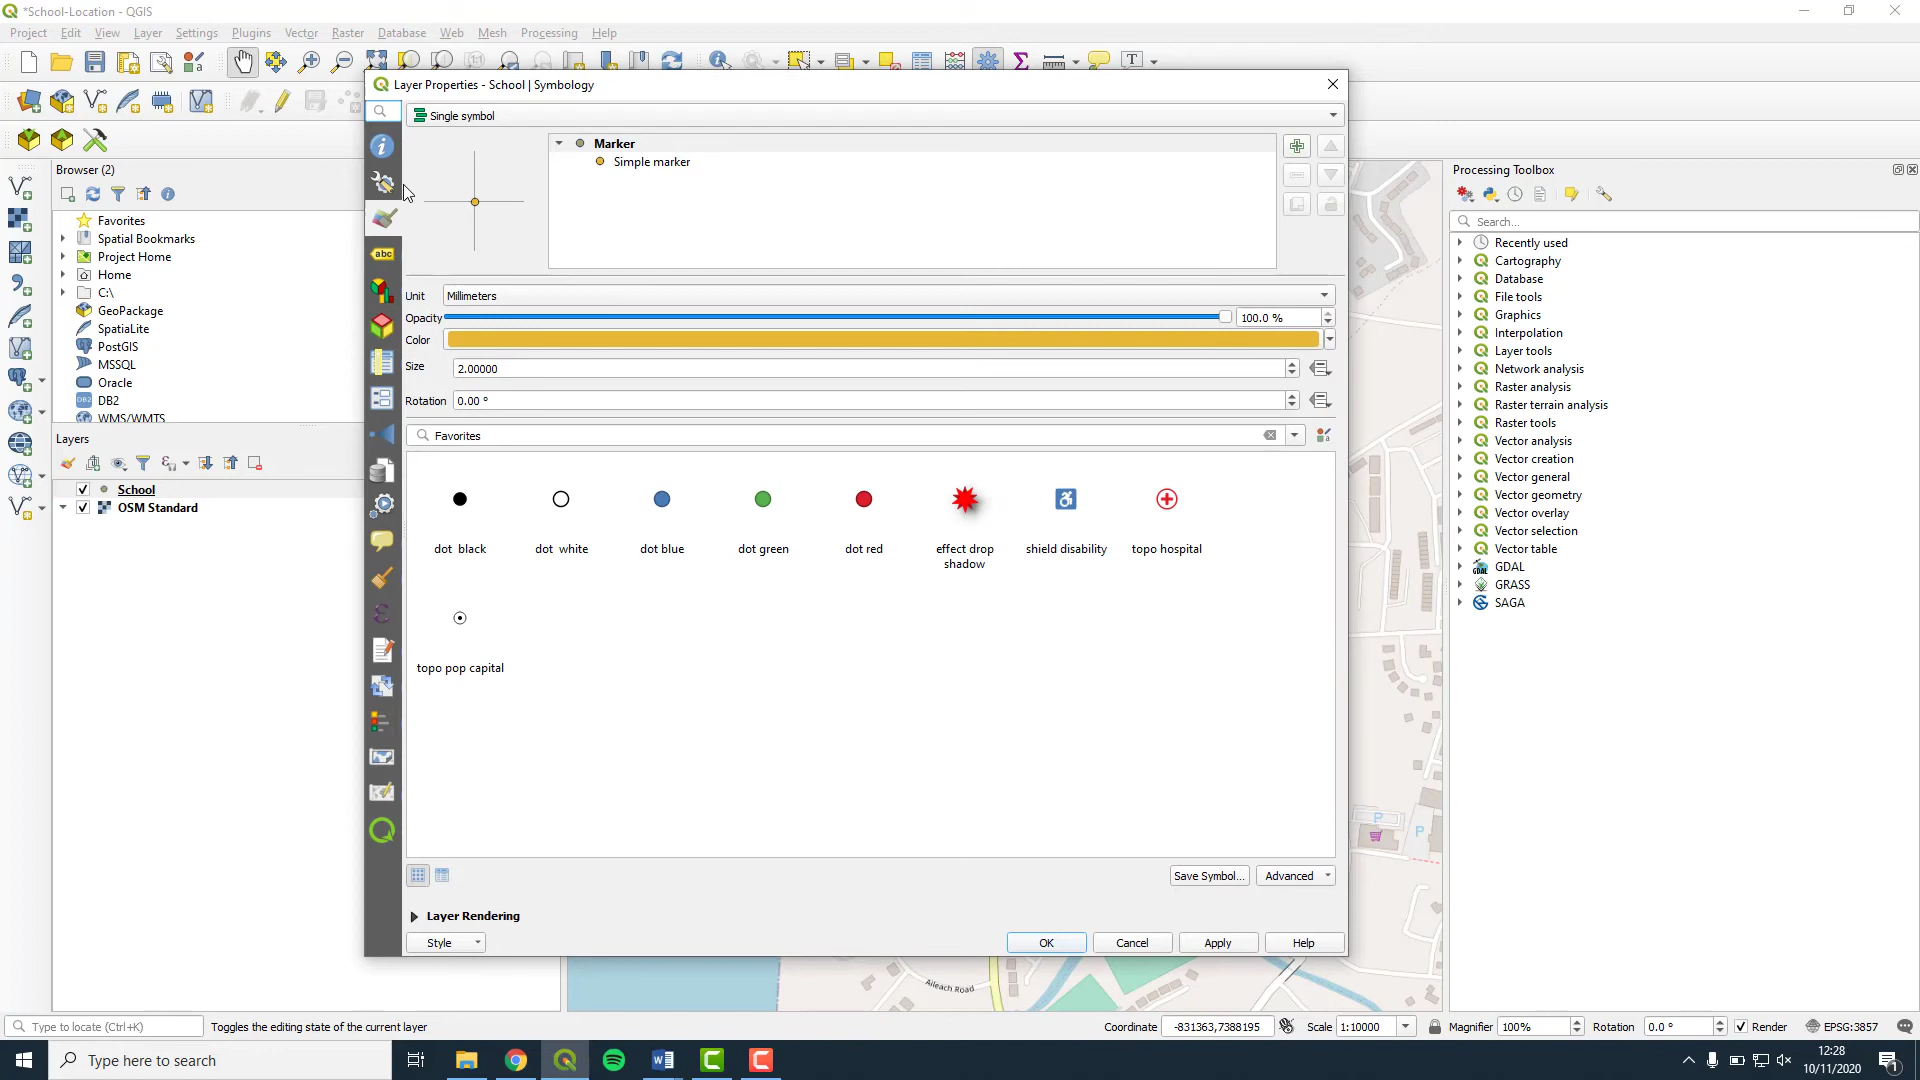 *School-Location - QGIS
Project Edit View Layer Settings Plugins Vector Raster Database Web Mesh Processing Help
Layer Properties - School | Symbology
Single symbol
Marker
Simple marker
Browser (2)
Favorites
Spatial Bookmarks
Project Home
Home
C:\
GeoPackage
SpatiaLite
PostGIS
MSSQL
Oracle
DB2
WMS/WMTS
abc
Unit Millimeters
Opacity 100.0 %
Color
Size 2.00000
Rotation 0.00 °
Favorites
dot black
dot white
dot blue
dot green
dot red
effect drop
shadow
shield disability
topo hospital
topo pop capital
Layers
School
OSM Standard
Save Symbol...
Advanced
Layer Rendering
Style
OK
Cancel
Apply
Help
P
P
Aileach Road
Processing Toolbox
Search...
Recently used
Cartography
Database
File tools
Graphics
Interpolation
Layer tools
Network analysis
Raster analysis
Raster terrain analysis
Raster tools
Vector analysis
Vector creation
Vector general
Vector geometry
Vector overlay
Vector selection
Vector table
GDAL
GRASS
SAGA
Type to locate (Ctrl+K)
Toggles the editing state of the current layer
Coordinate -831363,7388195
Scale 1:10000
Magnifier 100%
Rotation 0.0 °
Render
EPSG:3857
Type here to search
12:28
10/11/2020
1